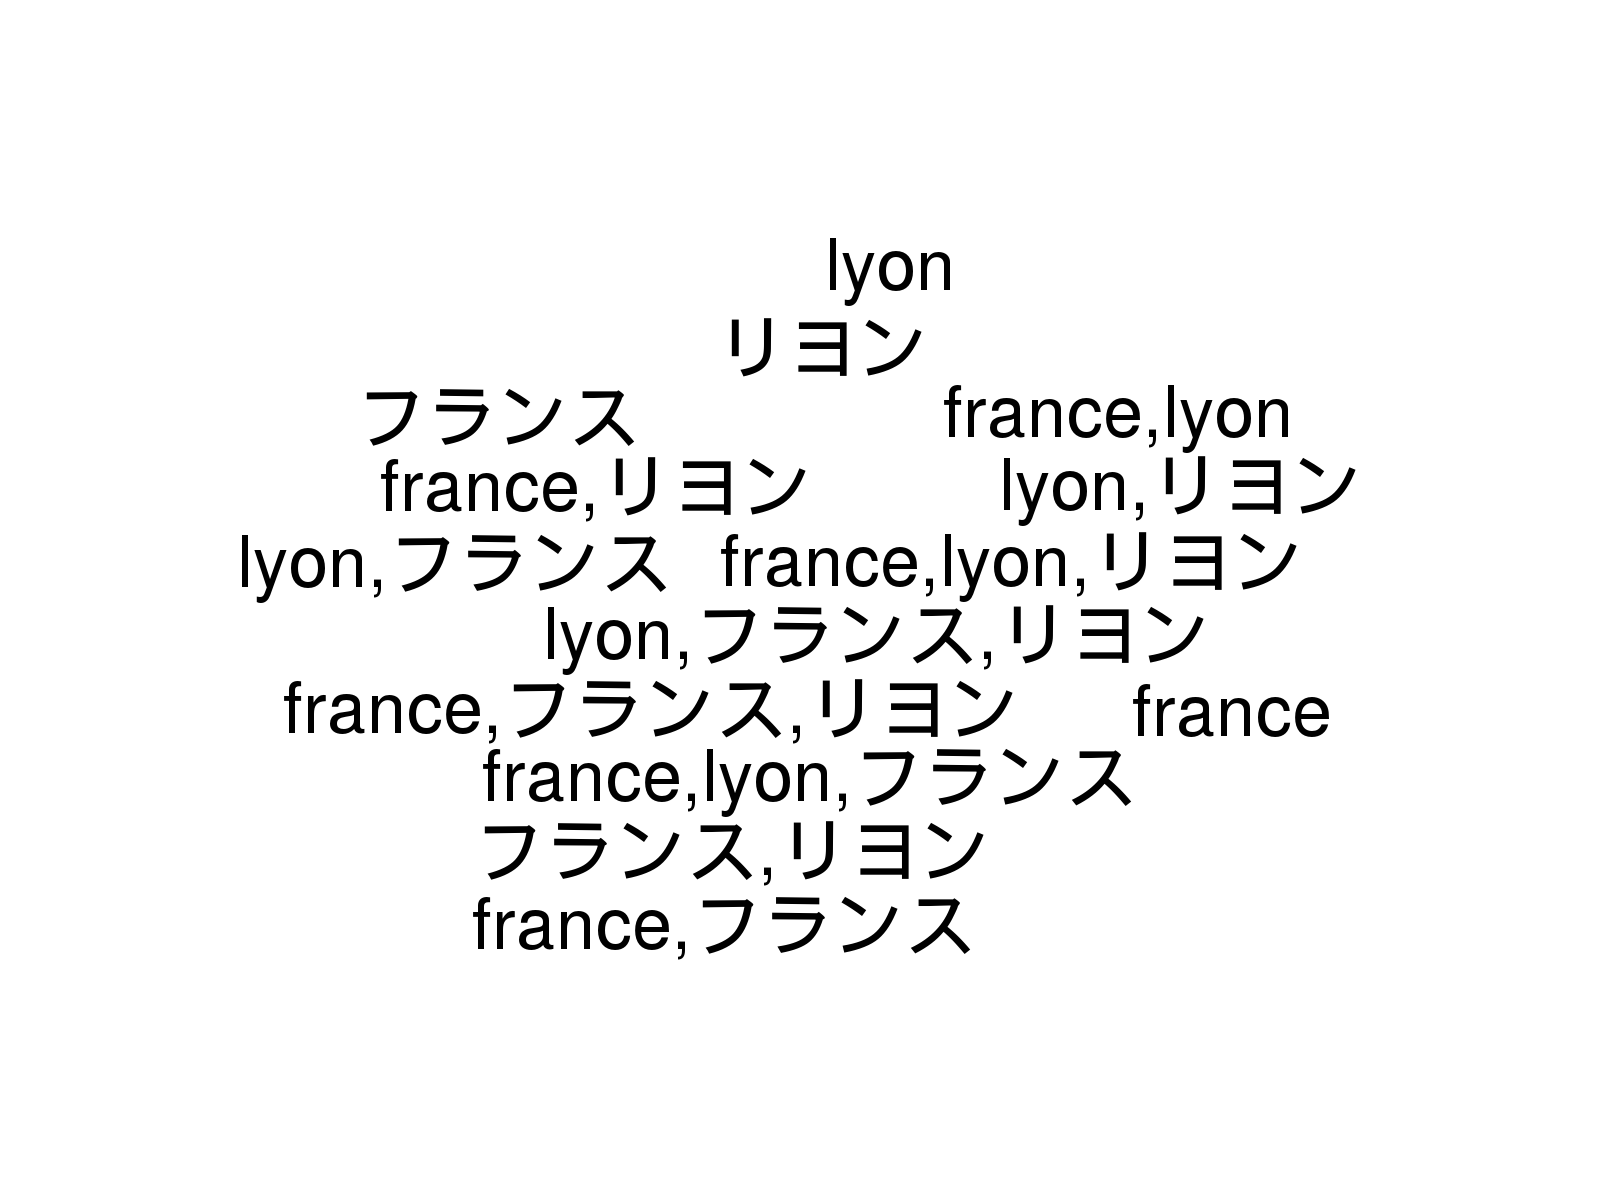 lyon
リヨン
フランス france,lyon
france,リヨン lyon,リヨン
lyon,フランス france,lyon,リヨン
lyon,フランス,リヨン
france,フランス,リヨン france
france,lyon,フランス
フランス,リヨン
france,フランス